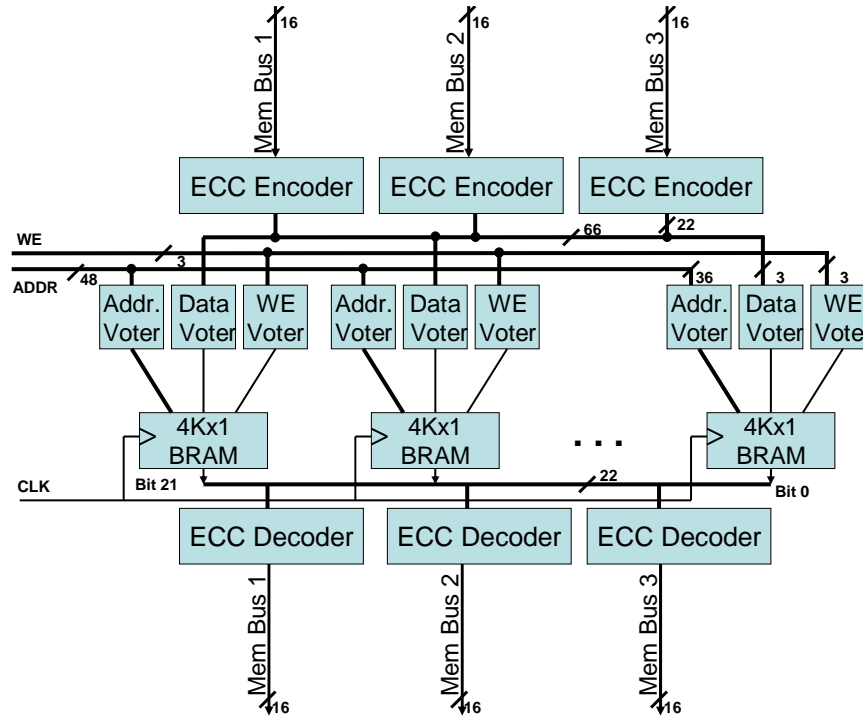 16
16
16
Mem Bus 1
Mem Bus 2
Mem Bus 3
ECC Encoder
ECC Encoder
ECC Encoder
66
22
WE
3
48
ADDR
36
3
3
Addr.
Voter
Data
Voter
WE
Voter
Addr.
Voter
Data
Voter
WE
Voter
Addr.
Voter
Data
Voter
WE
Voter
4Kx1
BRAM
4Kx1
BRAM
. . .
4Kx1
BRAM
CLK
Bit 21
22
Bit 0
ECC Decoder
ECC Decoder
ECC Decoder
Mem Bus 1
Mem Bus 2
Mem Bus 3
16
16
16